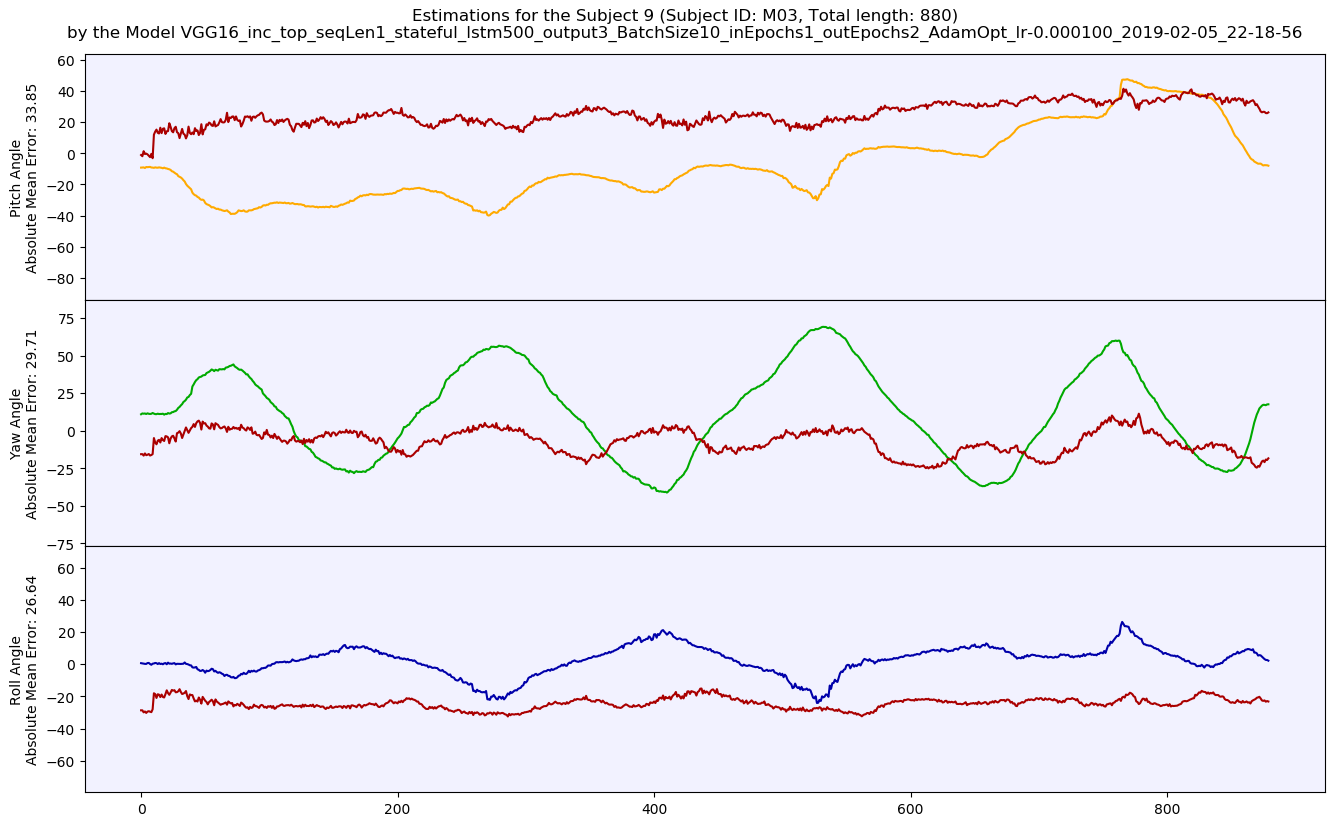 Estimations for the Subject 9 (Subject ID: M03, Total length: 880)
by the Model VGG16_inc_top_seqLen1_stateful_lstm500_output3_BatchSize10_inEpochs1_outEpochs2_AdamOpt_lr-0.000100_2019-02-05_22-18-56
Pitch Angle
Absolute Mean Error: 33.85
60
40
20
0
−20
−40
−60
−80
Yaw Angle
Absolute Mean Error: 29.71
75
50
25
0
−25
−50
−75
Roll Angle
Absolute Mean Error: 26.64
60
40
20
0
−20
−40
−60
0 200 400 600 800